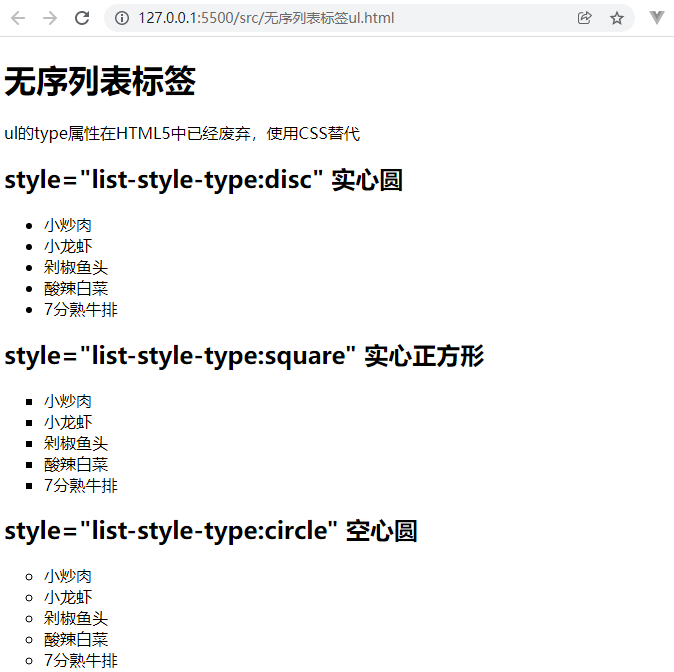 127.0.0.1:5500/src/无序列表标签ul.html
无序列表标签
ul的type属性在HTML5中已经废弃，使用CSS替代
style="list-style-type:disc" 实心圆
小炒肉
小龙虾
剁椒鱼头
酸辣白菜
7分熟牛排
style="list-style-type:square" 实心正方形
小炒肉
小龙虾
剁椒鱼头
酸辣白菜
7分熟牛排
style="list-style-type:circle" 空心圆
小炒肉
小龙虾
剁椒鱼头
酸辣白菜
7分熟牛排